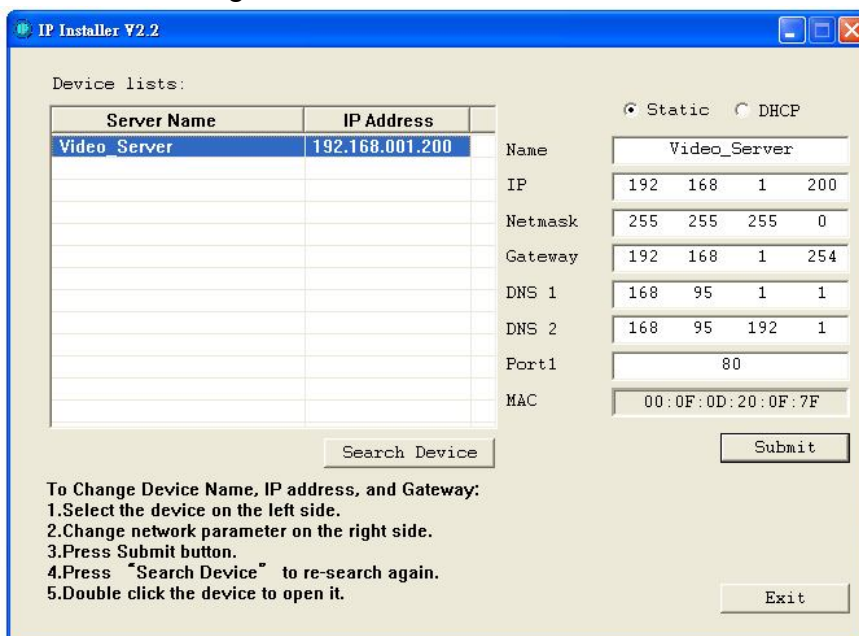 IP Installer V2.2
Device lists:
Server Name IP Address
Video_Server 192.168.001.200
Static DHCP
Name Video_Server
IP 192 168 1 200
Netmask 255 255 255 0
Gateway 192 168 1 254
DNS 1 168 95 1 1
DNS 2 168 95 192 1
Port1 80
MAC 00:0F:0D:20:0F:7F
Search Device
Submit
To Change Device Name, IP address, and Gateway:
1.Select the device on the left side.
2.Change network parameter on the right side.
3.Press Submit button.
4.Press “Search Device” to re-search again.
5.Double click the device to open it.
Exit